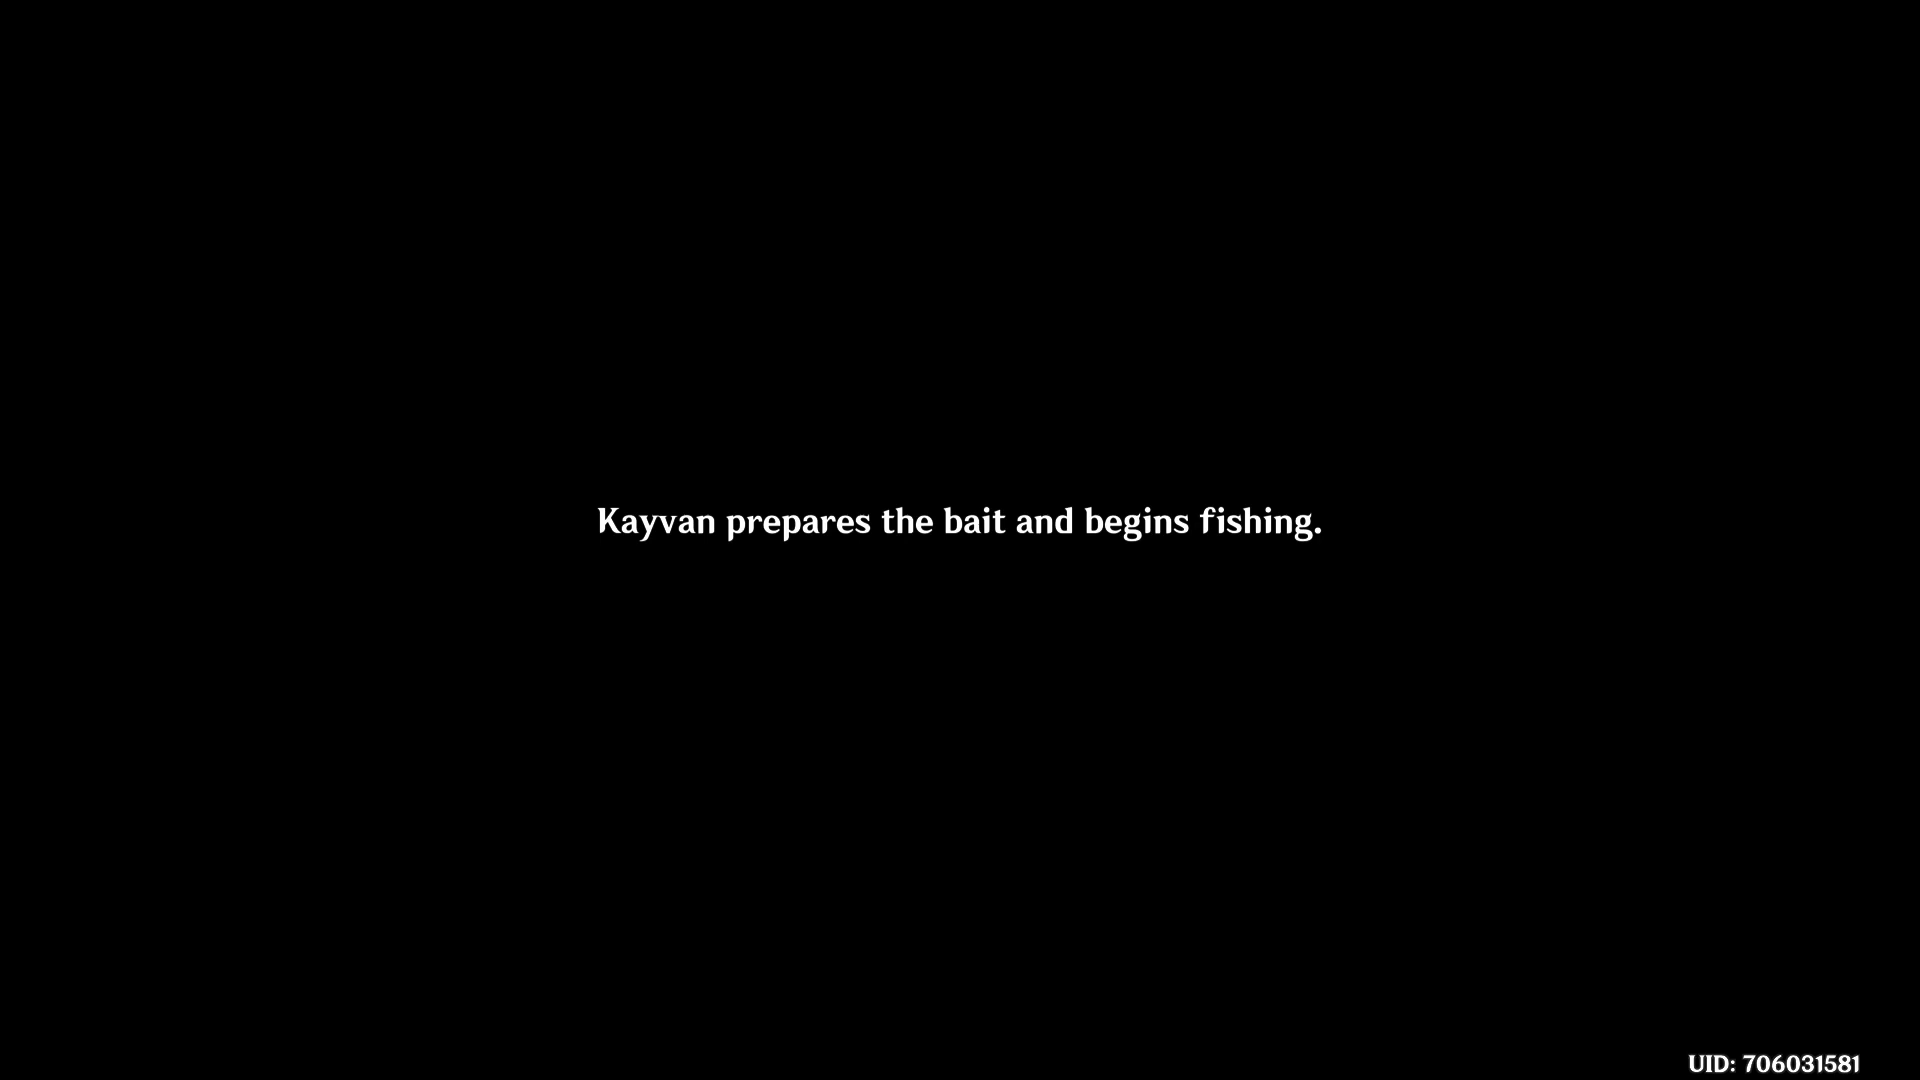 Kayvan prepares the bait and begins fishing.
UID: 706031581